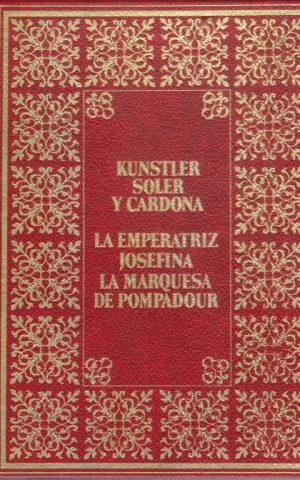 KUNSTLER
SOLER
Y CARDONA
LA EMPERATRIZ
JOSEFINA
LA MARQUESA
DE POMPADOUR